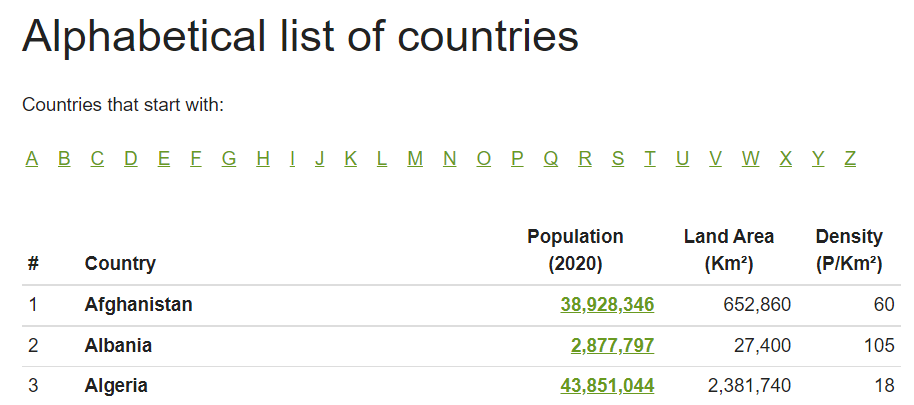 Alphabetical list of countries
Countries that start with:
A B C D E F G H I J K L M N O P Q R S T U V W X Y Z
# Country Population (2020) Land Area (Km²) Density (P/Km²)
1 Afghanistan 38,928,346 652,860 60
2 Albania 2,877,797 27,400 105
3 Algeria 43,851,044 2,381,740 18